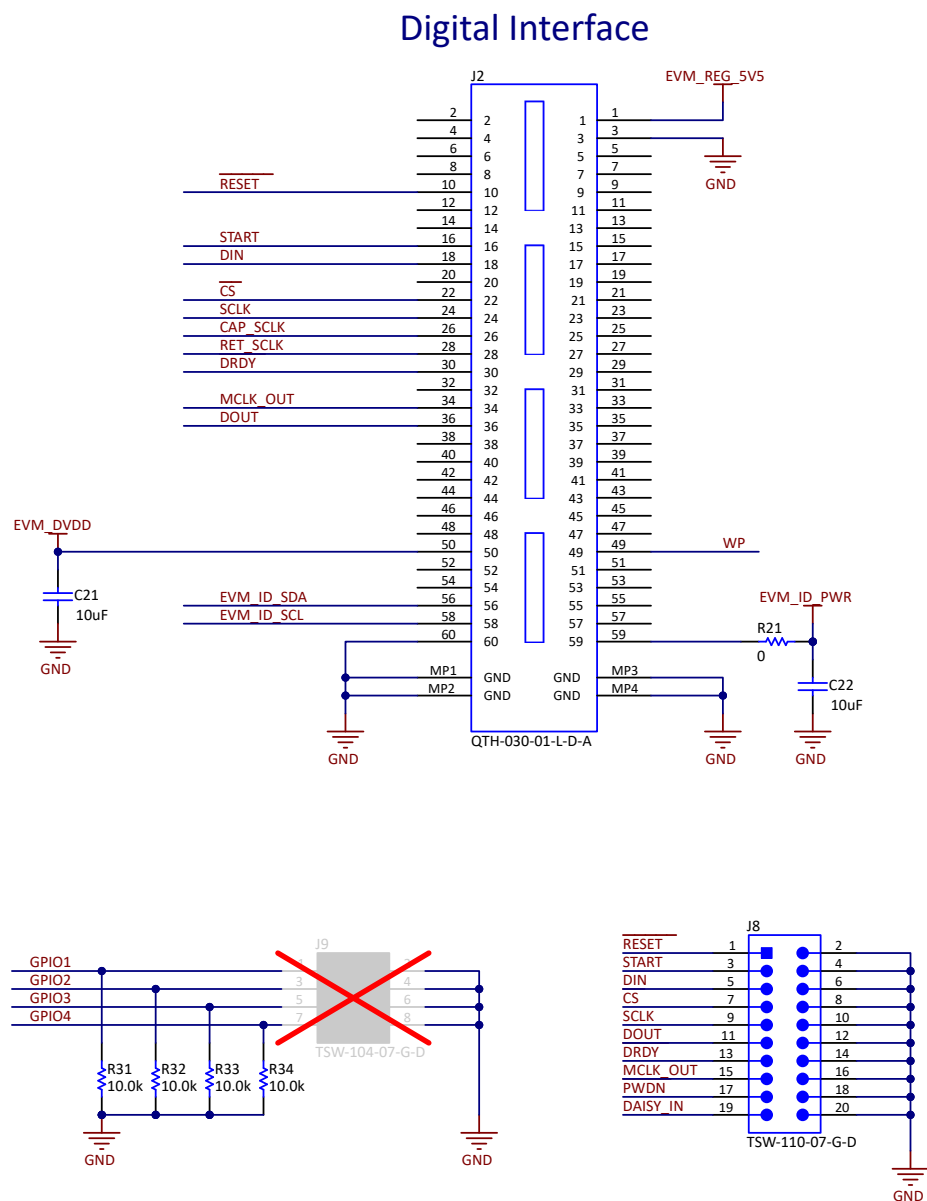 Digital Interface
J2
EVM_REG_5V5
2 2 1 1
4 4 3 3
6 6 5 5
GND
8 8 7 7
RESET 10 10 9 9
12 12 11 11
14 14 13 13
START 16 16 15 15
DIN 18 18 17 17
20 20 19 19
CS 22 22 21 21
SCLK 24 24 23 23
CAP_SCLK 26 26 25 25
RET_SCLK 28 28 27 27
DRDY 30 30 29 29
32 32 31 31
MCLK_OUT 34 34 33 33
DOUT 36 36 35 35
38 38 37 37
40 40 39 39
42 42 41 41
44 44 43 43
46 46 45 45
EVM_DVDD
48 48 47 47
50 50 49 49 WP
52 52 51 51
54 54 53 53
C21
10uF
GND
EVM_ID_SDA 56 56 55 55
EVM_ID_SCL 58 58 57 57
EVM_ID_PWR
60 60 59 59
R21
0
MP1 GND GND MP3
MP2 GND GND MP4
C22
10uF
QTH-030-01-L-D-A
GND
GND
GND
J9
GPIO1 1 2
GPIO2 3 4
GPIO3 5 6
GPIO4 7 8
TSW-104-07-G-D
R31
10.0k
R32
10.0k
R33
10.0k
R34
10.0k
GND
GND
J8
RESET 1 2
START 3 4
DIN 5 6
CS 7 8
SCLK 9 10
DOUT 11 12
DRDY 13 14
MCLK_OUT 15 16
PWDN 17 18
DAISY_IN 19 20
TSW-110-07-G-D
GND